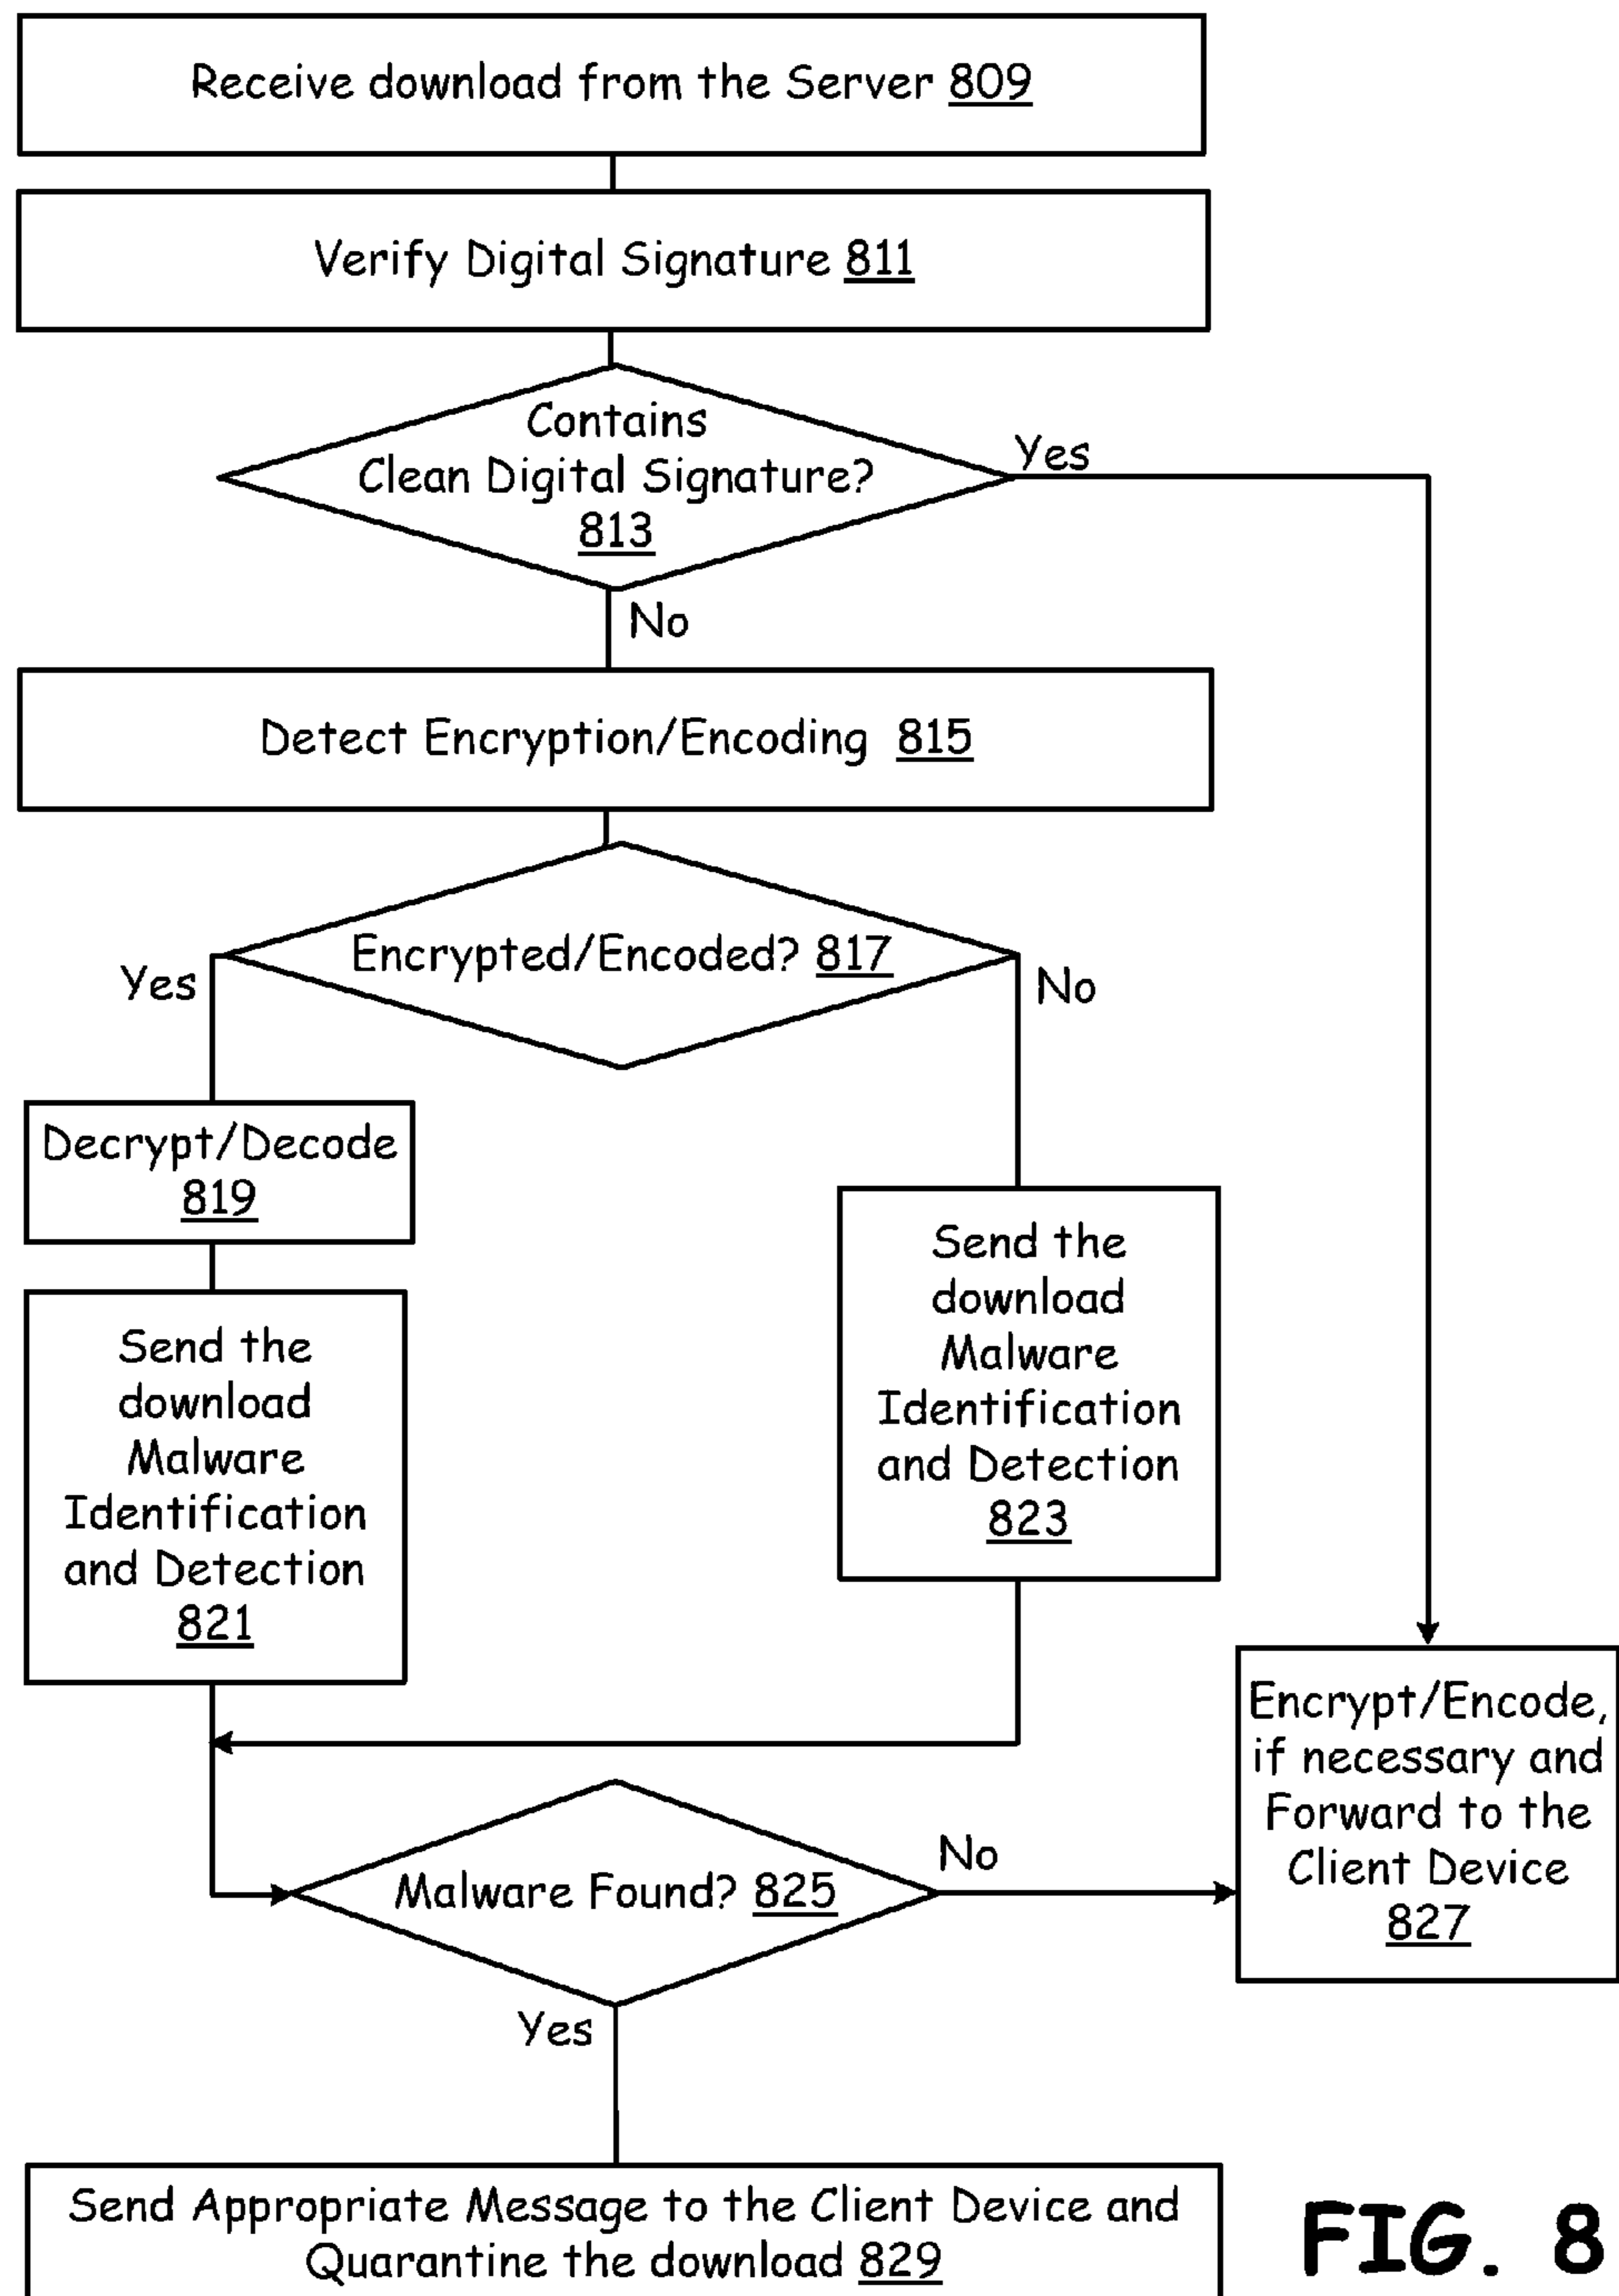 Receive download from the Server 809
Verify Digital Signature 811
Contains
Clean Digital Signature?
813
Yes
No
Detect Encryption/Encoding 815
Encrypted/Encoded? 817
Yes
No
Decrypt/Decode
819
Send the
download
Malware
Identification
and Detection
821
Send the
download
Malware
Identification
and Detection
823
Encrypt/Encode,
if necessary and
Forward to the
Client Device
827
Malware Found? 825
No
Yes
Send Appropriate Message to the Client Device and
Quarantine the download 829
FIG. 8